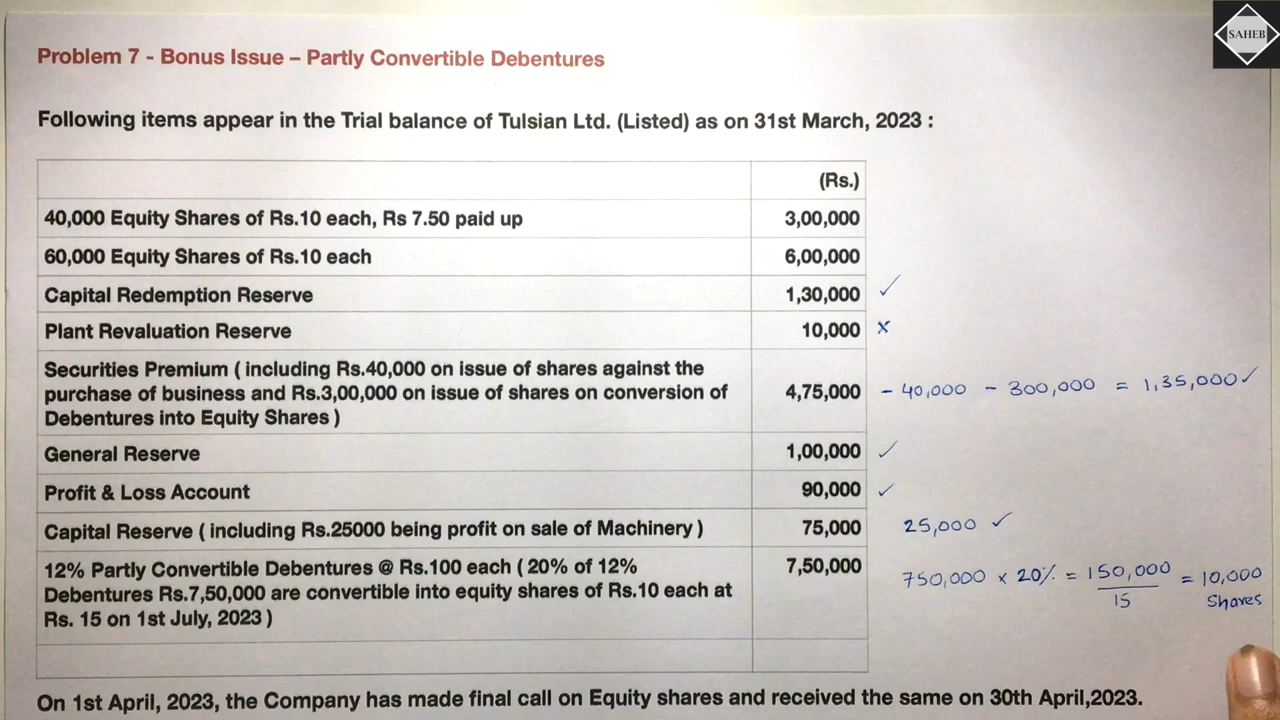 SAHEB
Problem 7 - Bonus Issue – Partly Convertible Debentures
Following items appear in the Trial balance of Tulsian Ltd. (Listed) as on 31st March, 2023 :
(Rs.)
40,000 Equity Shares of Rs.10 each, Rs 7.50 paid up 3,00,000
60,000 Equity Shares of Rs.10 each 6,00,000
Capital Redemption Reserve 1,30,000 ✓
Plant Revaluation Reserve 10,000 x
Securities Premium ( including Rs.40,000 on issue of shares against the
purchase of business and Rs.3,00,000 on issue of shares on conversion of 4,75,000 - 40,000 - 300,000 = 1,35,000 ✓
Debentures into Equity Shares )
General Reserve 1,00,000 ✓
Profit & Loss Account 90,000 ✓
Capital Reserve ( including Rs.25000 being profit on sale of Machinery ) 75,000 25,000 ✓
12% Partly Convertible Debentures @ Rs.100 each ( 20% of 12% 7,50,000 750,000 x 20% = 150,000 = 10,000
Debentures Rs.7,50,000 are convertible into equity shares of Rs.10 each at 15 Shares
Rs. 15 on 1st July, 2023 )
On 1st April, 2023, the Company has made final call on Equity shares and received the same on 30th April,2023.